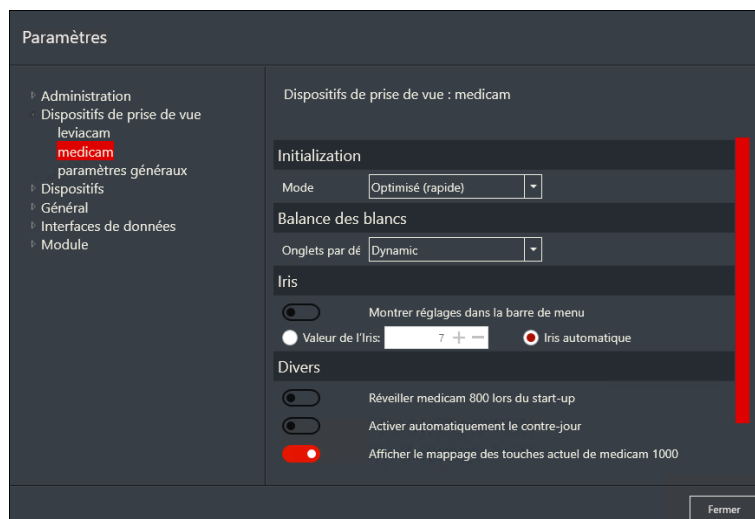 Paramètres
Administration
Dispositifs de prise de vue
leviacam
medicam
paramètres généraux
Dispositifs
Général
Interfaces de données
Module
Dispositifs de prise de vue : medicam
Initialization
Mode Optimisé (rapide)
Balance des blancs
Onglets par dé Dynamic
Iris
Montrer réglages dans la barre de menu
Valeur de l'Iris: 7 Iris automatique
Divers
Réveiller medicam 800 lors du start-up
Activer automatiquement le contre-jour
Afficher le mappage des touches actuel de medicam 1000
Fermer